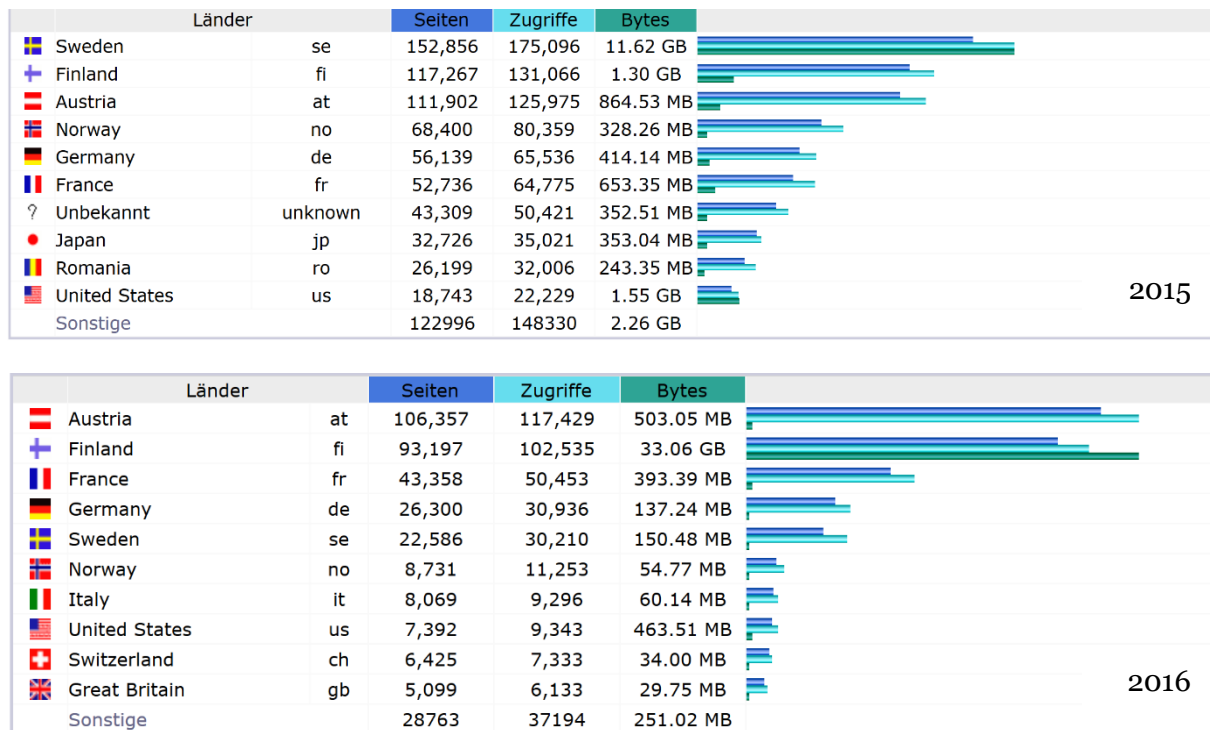 Länder Seiten Zugriffe Bytes
Sweden se 152,856 175,096 11.62 GB
Finland fi 117,267 131,066 1.30 GB
Austria at 111,902 125,975 864.53 MB
Norway no 68,400 80,359 328.26 MB
Germany de 56,139 65,536 414.14 MB
France fr 52,736 64,775 653.35 MB
? Unbekannt unknown 43,309 50,421 352.51 MB
Japan jp 32,726 35,021 353.04 MB
Romania ro 26,199 32,006 243.35 MB
United States us 18,743 22,229 1.55 GB
2015
Sonstige 122996 148330 2.26 GB
Länder Seiten Zugriffe Bytes
Austria at 106,357 117,429 503.05 MB
Finland fi 93,197 102,535 33.06 GB
France fr 43,358 50,453 393.39 MB
Germany de 26,300 30,936 137.24 MB
Sweden se 22,586 30,210 150.48 MB
Norway no 8,731 11,253 54.77 MB
Italy it 8,069 9,296 60.14 MB
United States us 7,392 9,343 463.51 MB
Switzerland ch 6,425 7,333 34.00 MB
Great Britain gb 5,099 6,133 29.75 MB
2016
Sonstige 28763 37194 251.02 MB